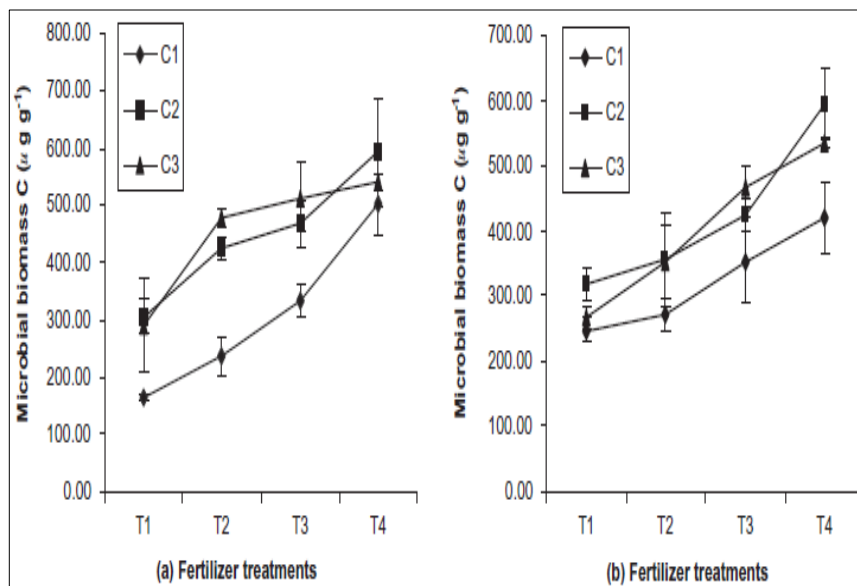 800.00
700.00
600.00
500.00
400.00
300.00
200.00
100.00
0.00
Microbial biomass C (μ g g⁻¹)
C1
C2
C3
T1 T2 T3 T4
(a) Fertilizer treatments
700.00
600.00
500.00
400.00
300.00
200.00
100.00
0.00
Microbial biomass C (μ g g⁻¹)
C1
C2
C3
T1 T2 T3 T4
(b) Fertilizer treatments